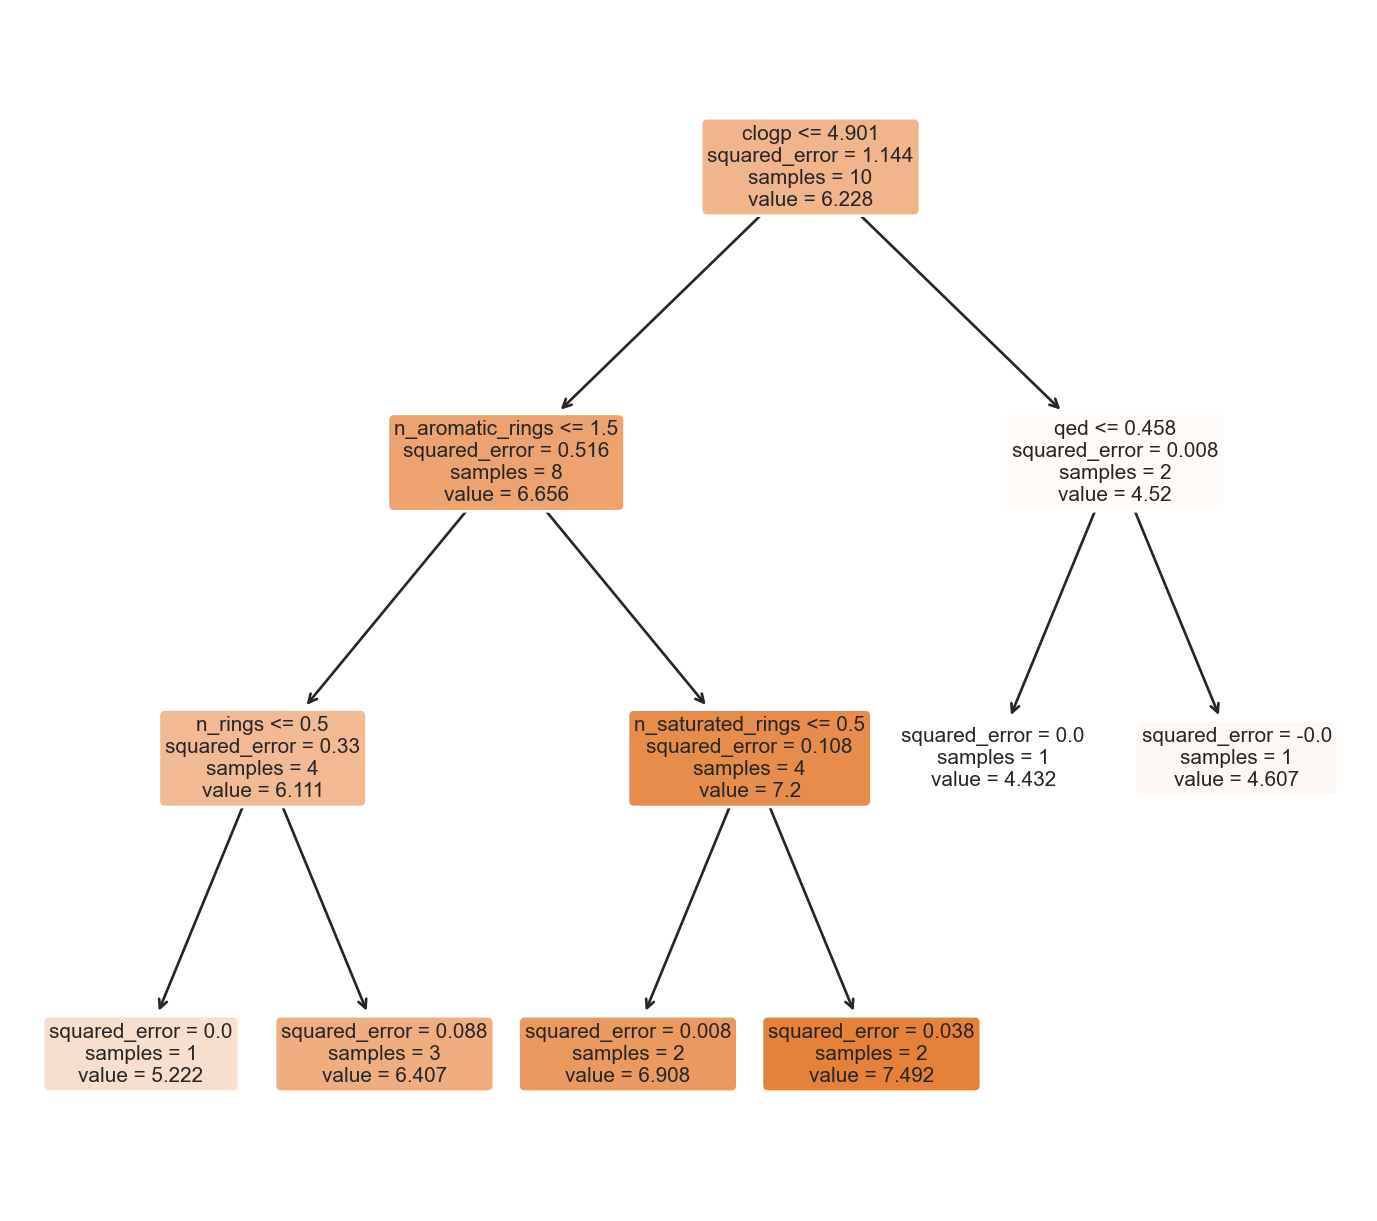 clogp <= 4.901
squared_error = 1.144
samples = 10
value = 6.228
n_aromatic_rings <= 1.5
squared_error = 0.516
samples = 8
value = 6.656
qed <= 0.458
squared_error = 0.008
samples = 2
value = 4.52
n_rings <= 0.5
squared_error = 0.33
samples = 4
value = 6.111
n_saturated_rings <= 0.5
squared_error = 0.108
samples = 4
value = 7.2
squared_error = 0.0
samples = 1
value = 4.432
squared_error = -0.0
samples = 1
value = 4.607
squared_error = 0.0
samples = 1
value = 5.222
squared_error = 0.088
samples = 3
value = 6.407
squared_error = 0.008
samples = 2
value = 6.908
squared_error = 0.038
samples = 2
value = 7.492